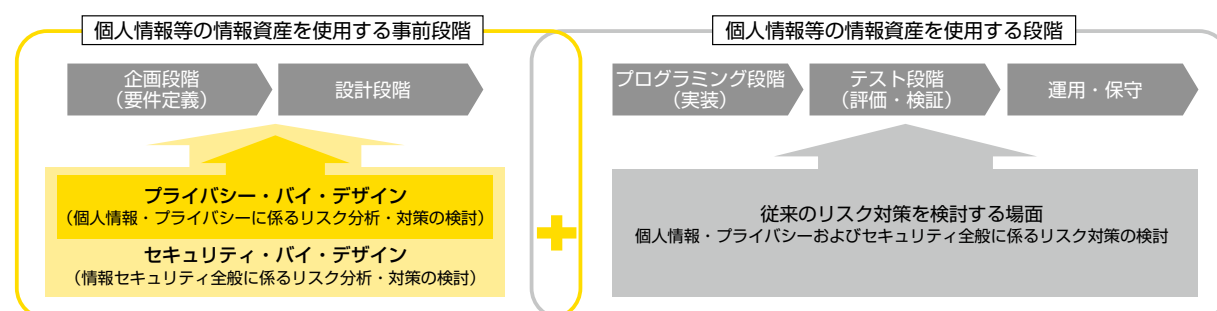 個人情報等の情報資産を使用する事前段階
企画段階
（要件定義）
設計段階
プライバシー・バイ・デザイン
（個人情報・プライバシーに係るリスク分析・対策の検討）
セキュリティ・バイ・デザイン
（情報セキュリティ全般に係るリスク分析・対策の検討）
個人情報等の情報資産を使用する段階
プログラミング段階
（実装）
テスト段階
（評価・検証）
運用・保守
従来のリスク対策を検討する場面
個人情報・プライバシーおよびセキュリティ全般に係るリスク対策の検討